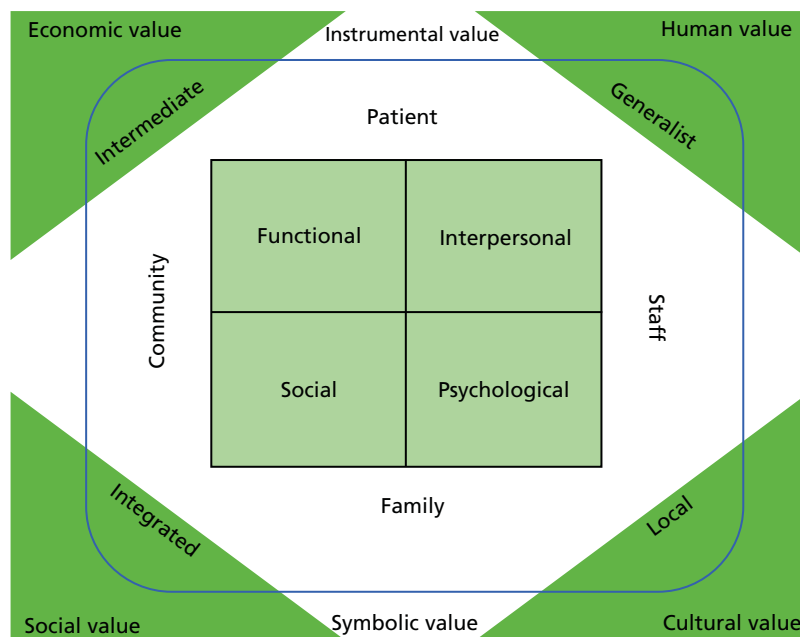 Economic value
Instrumental value
Human value
Intermediate
Generalist
Patient
Functional
Interpersonal
Community
Staff
Social
Psychological
Family
Integrated
Local
Social value
Symbolic value
Cultural value